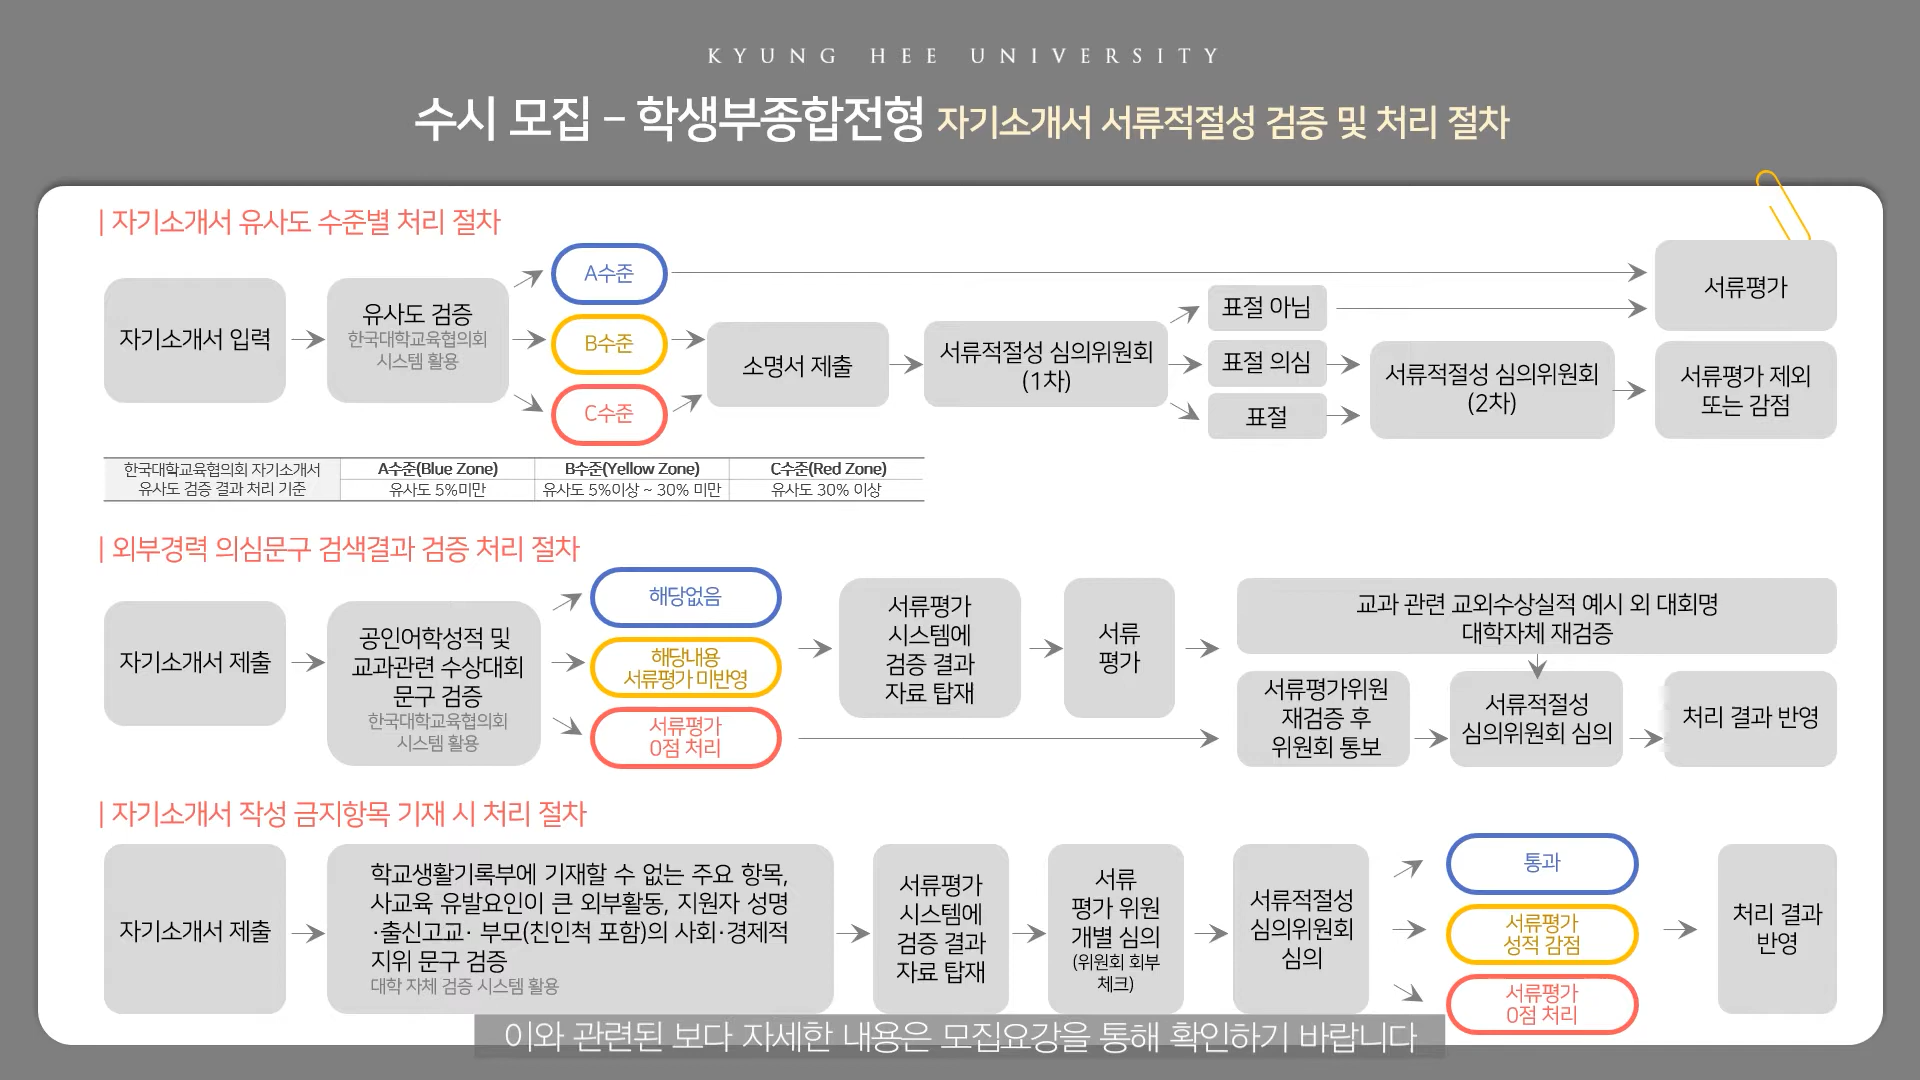 KYUNG HEE UNIVERSITY
수시 모집 – 학생부종합전형 자기소개서 서류적절성 검증 및 처리 절차
| 자기소개서 유사도 수준별 처리 절차
자기소개서 입력
유사도 검증
한국대학교육협의회
시스템 활용
A수준
B수준
C수준
소명서 제출
서류적절성 심의위원회
(1차)
표절 아님
표절 의심
표절
서류적절성 심의위원회
(2차)
서류평가
서류평가 제외
또는 감점
한국대학교육협의회 자기소개서
유사도 검증 결과 처리 기준
A수준(Blue Zone)
B수준(Yellow Zone)
C수준(Red Zone)
유사도 5%미만
유사도 5%이상 ~ 30% 미만
유사도 30% 이상
| 외부경력 의심문구 검색결과 검증 처리 절차
자기소개서 제출
공인어학성적 및
교과관련 수상대회
문구 검증
한국대학교육협의회
시스템 활용
해당없음
해당내용
서류평가 미반영
서류평가
0점 처리
서류평가
시스템에
검증 결과
자료 탑재
서류
평가
교과 관련 교외수상실적 예시 외 대회명
대학자체 재검증
서류평가위원
재검증 후
위원회 통보
서류적절성
심의위원회 심의
처리 결과 반영
| 자기소개서 작성 금지항목 기재 시 처리 절차
자기소개서 제출
학교생활기록부에 기재할 수 없는 주요 항목,
사교육 유발요인이 큰 외부활동, 지원자 성명
·출신고교· 부모(친인척 포함)의 사회·경제적
지위 문구 검증
대학 자체 검증 시스템 활용
서류평가
시스템에
검증 결과
자료 탑재
서류
평가 위원
개별 심의
(위원회 회부
체크)
서류적절성
심의위원회
심의
통과
서류평가
성적 감점
서류평가
0점 처리
처리 결과
반영
이와 관련된 보다 자세한 내용은 모집요강을 통해 확인하기 바랍니다